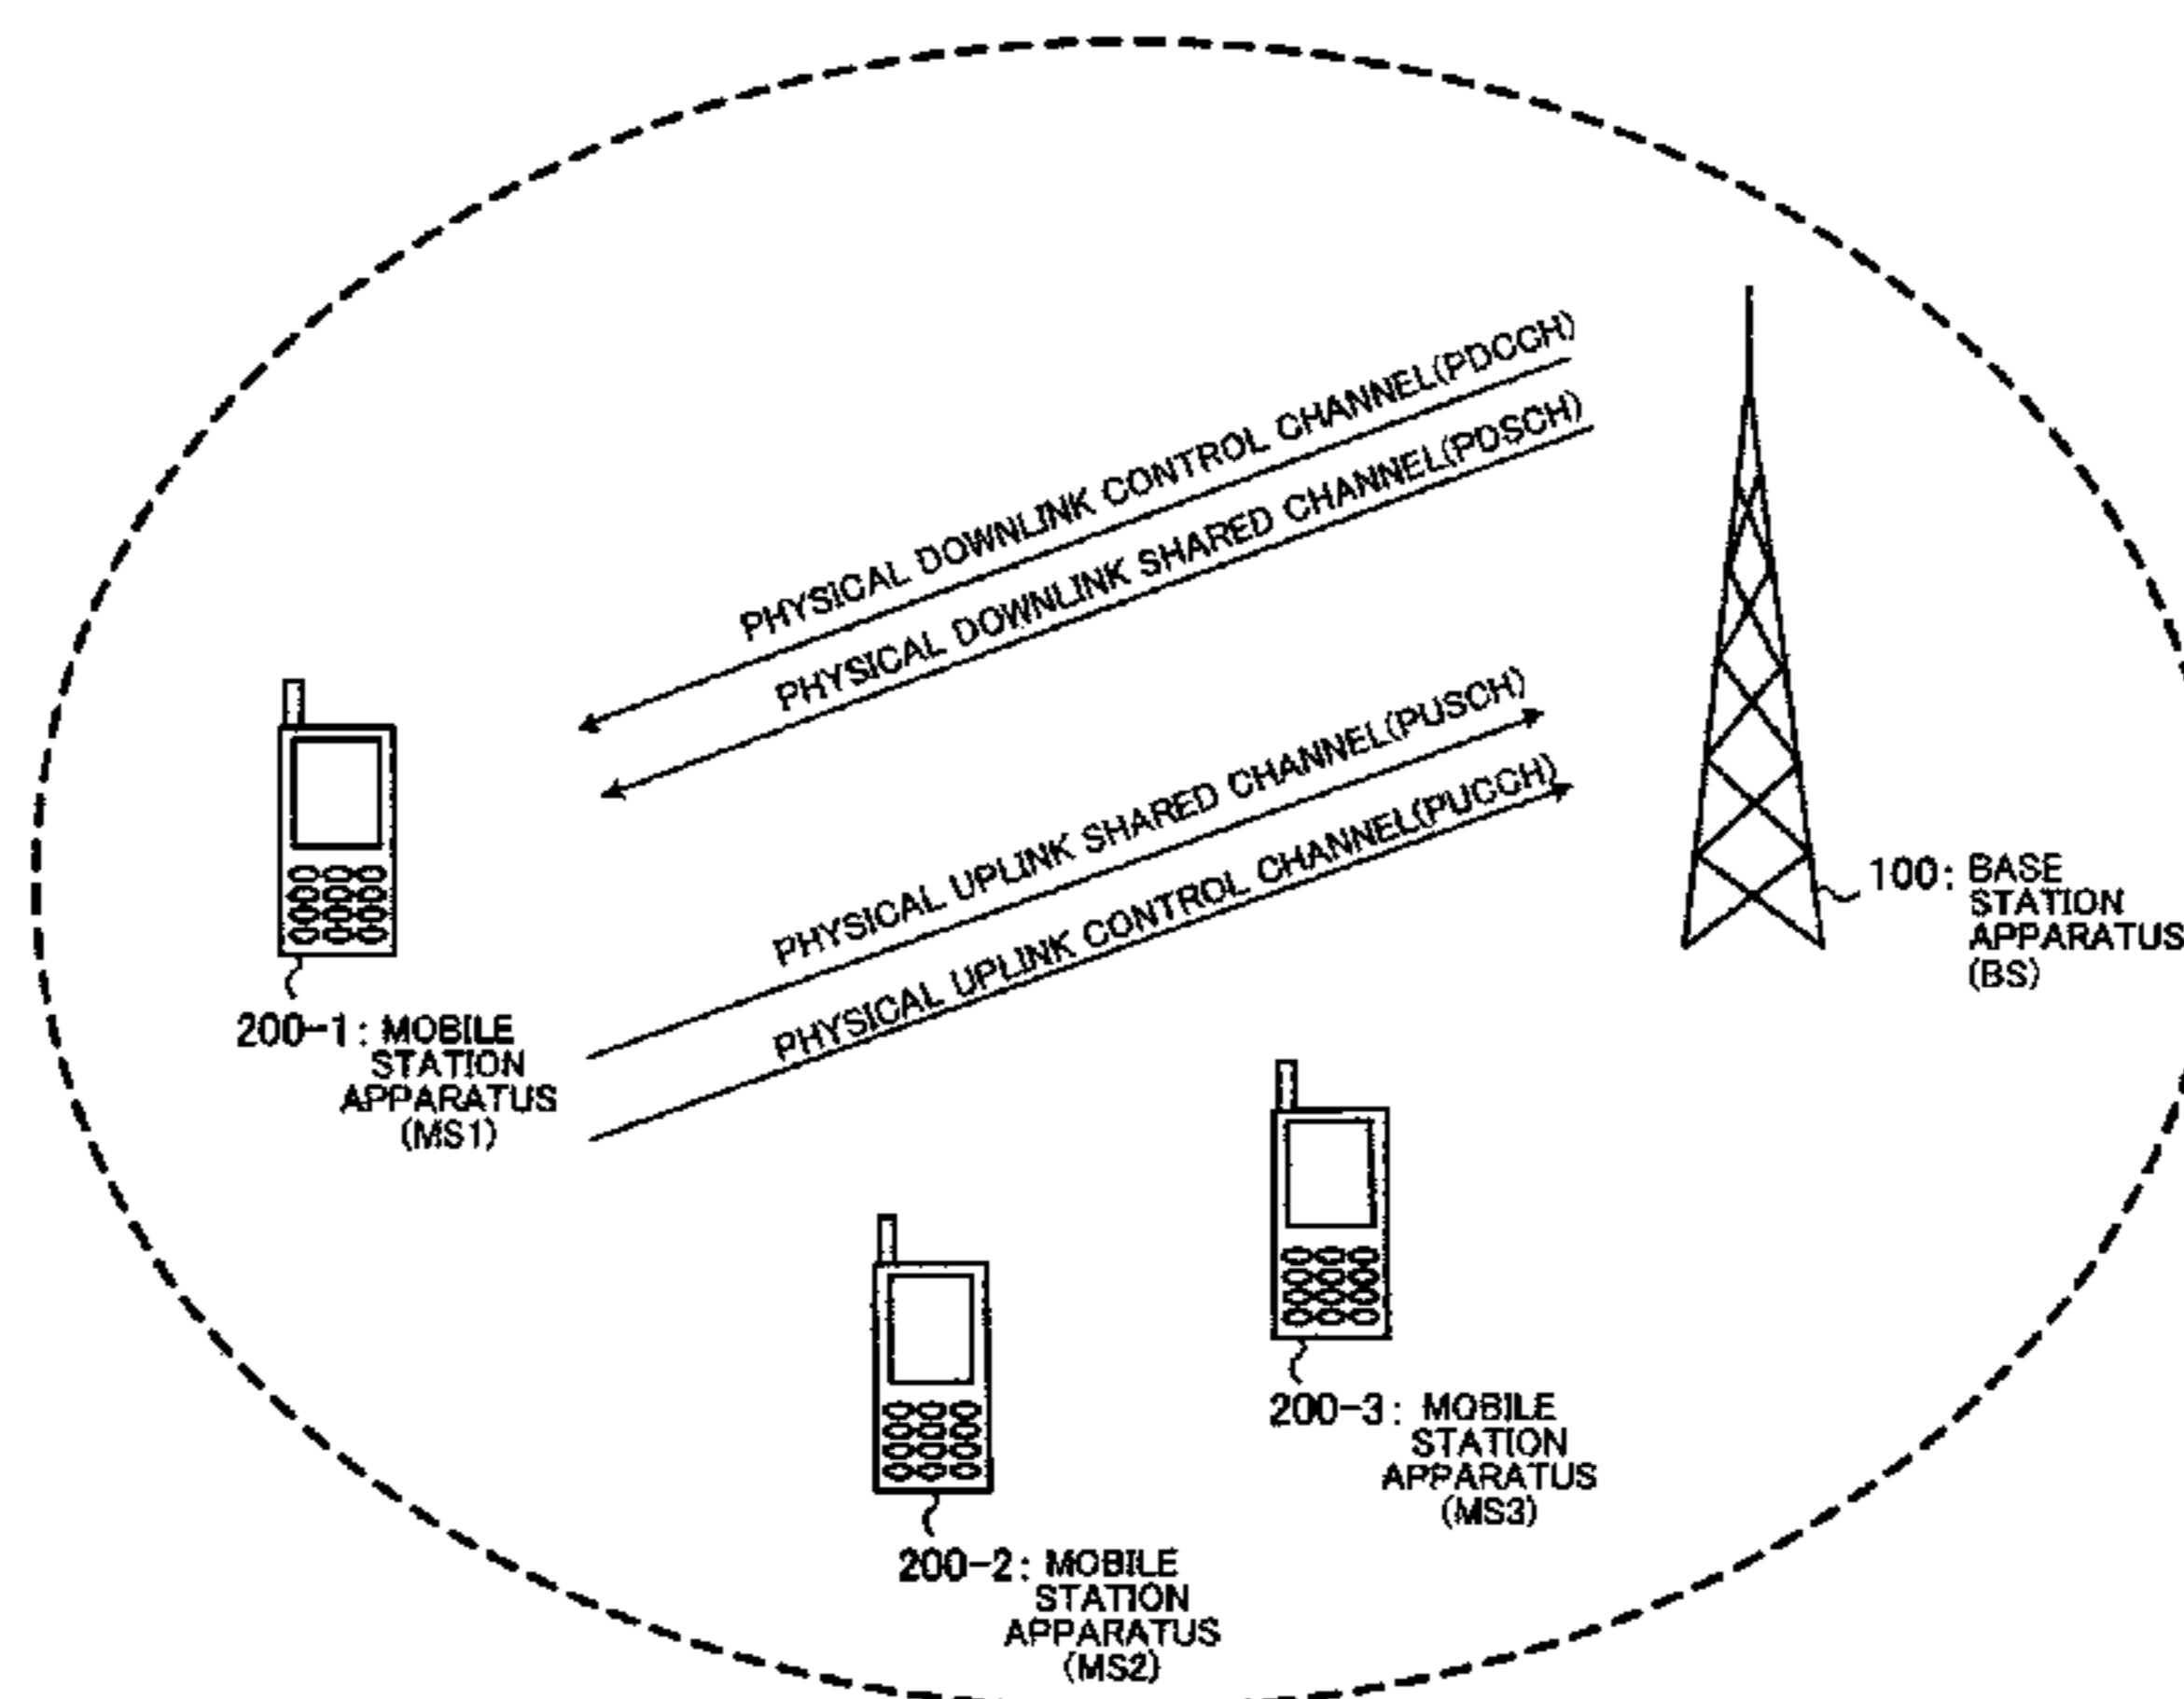 PHYSICAL DOWNLINK CONTROL CHANNEL(PDCCH)
PHYSICAL DOWNLINK SHARED CHANNEL(PDSCH)
PHYSICAL UPLINK SHARED CHANNEL(PUSCH)
PHYSICAL UPLINK CONTROL CHANNEL(PUCCH)
100: BASE
STATION
APPARATUS
(BS)
200-1: MOBILE
STATION
APPARATUS
(MS1)
200-3: MOBILE
STATION
APPARATUS
(MS3)
200-2: MOBILE
STATION
APPARATUS
(MS2)